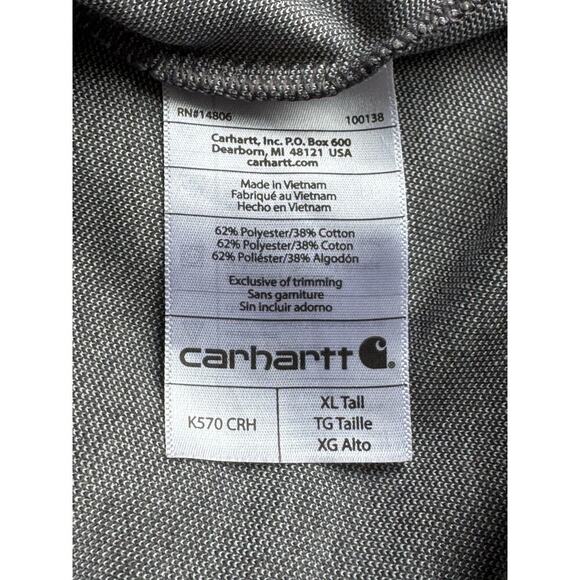 RN#14806 100138
Carhartt, Inc. P.O. Box 600
Dearborn, MI 48121 USA
carhartt.com
Made in Vietnam
Fabriqué au Vietnam
Hecho en Vietnam
62% Polyester/38% Cotton
62% Polyester/38% Coton
62% Poliéster/38% Algodón
Exclusive of trimming
Sans garniture
Sin incluir adorno
carhartt
K570 CRH
XL Tall
TG Taille
XG Alto